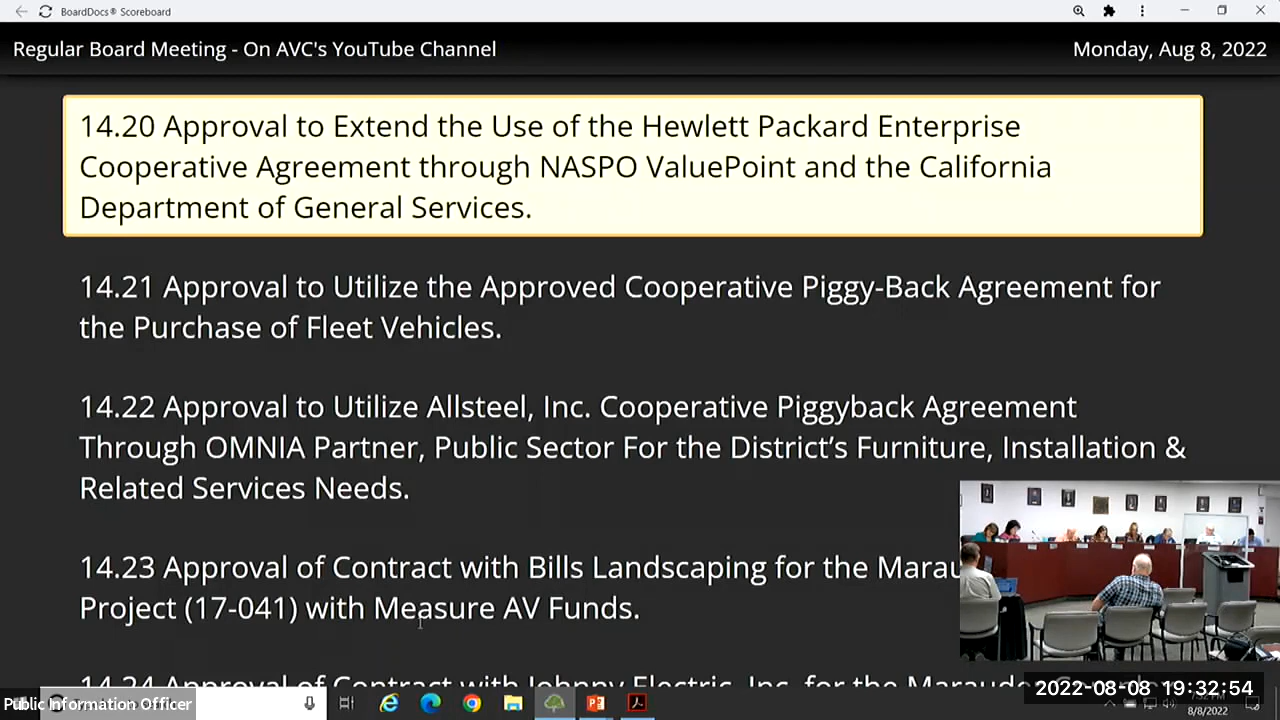 BoardDocs® Scoreboard
Regular Board Meeting - On AVC's YouTube Channel
Monday, Aug 8, 2022
14.20 Approval to Extend the Use of the Hewlett Packard Enterprise
Cooperative Agreement through NASPO ValuePoint and the California
Department of General Services.
14.21 Approval to Utilize the Approved Cooperative Piggy-Back Agreement for
the Purchase of Fleet Vehicles.
14.22 Approval to Utilize Allsteel, Inc. Cooperative Piggyback Agreement
Through OMNIA Partner, Public Sector For the District’s Furniture, Installation &
Related Services Needs.
14.23 Approval of Contract with Bills Landscaping for the
Project (17-041) with Measure AV Funds.
14.24 Approval of Contract with Johnny Electric, Inc. for the
Public Information Officer
2022-08-08 19:32:54
8/8/2022